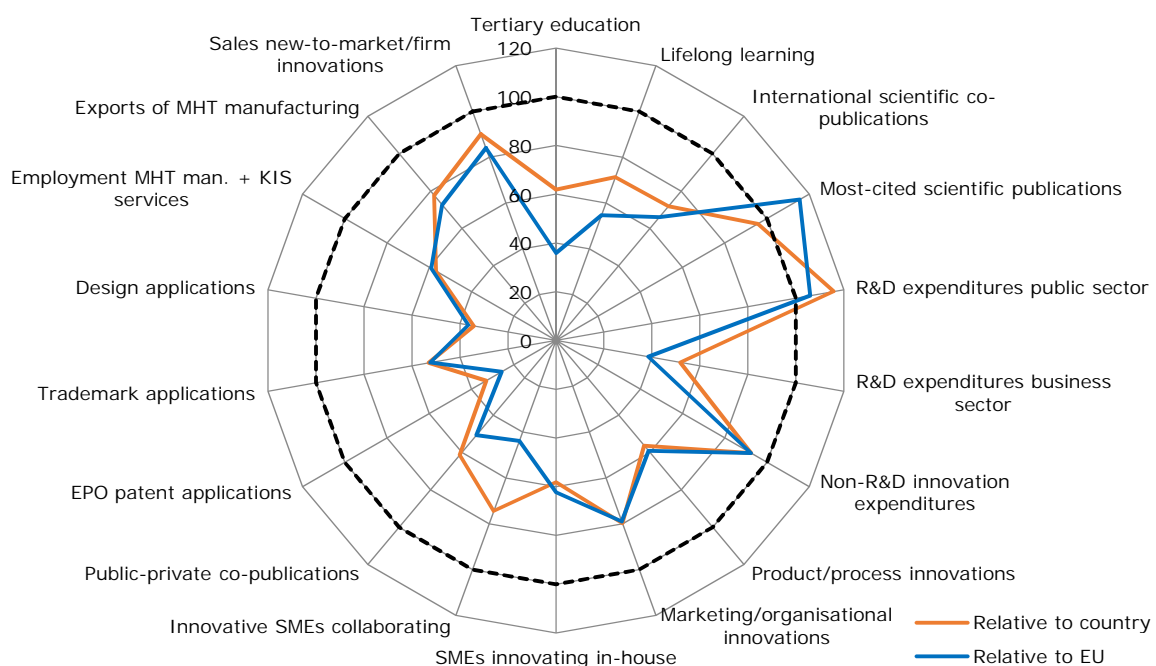 Tertiary education
Sales new-to-market/firm
innovations
120
Lifelong learning
Exports of MHT manufacturing
100
International scientific co-
publications
80
Employment MHT man. + KIS
services
60
Most-cited scientific publications
40
Design applications
20
R&D expenditures public sector
0
Trademark applications
R&D expenditures business
sector
EPO patent applications
Non-R&D innovation
expenditures
Public-private co-publications
Product/process innovations
Innovative SMEs collaborating
Marketing/organisational
innovations
SMEs innovating in-house
Relative to country
Relative to EU